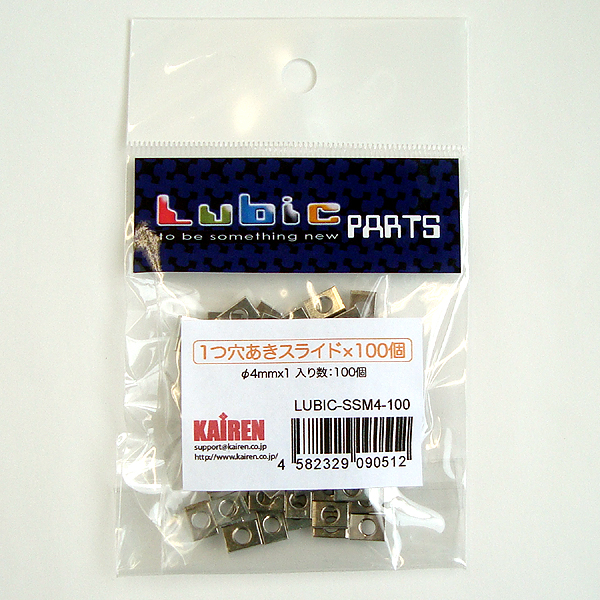 Lubic PARTS
to be something new
1つ穴あきスライド×100個
φ4mmx1 入り数：100個
LUBIC-SSM4-100
KAIREN
support@kairen.co.jp
http://www.kairen.co.jp/
4 582329 090512